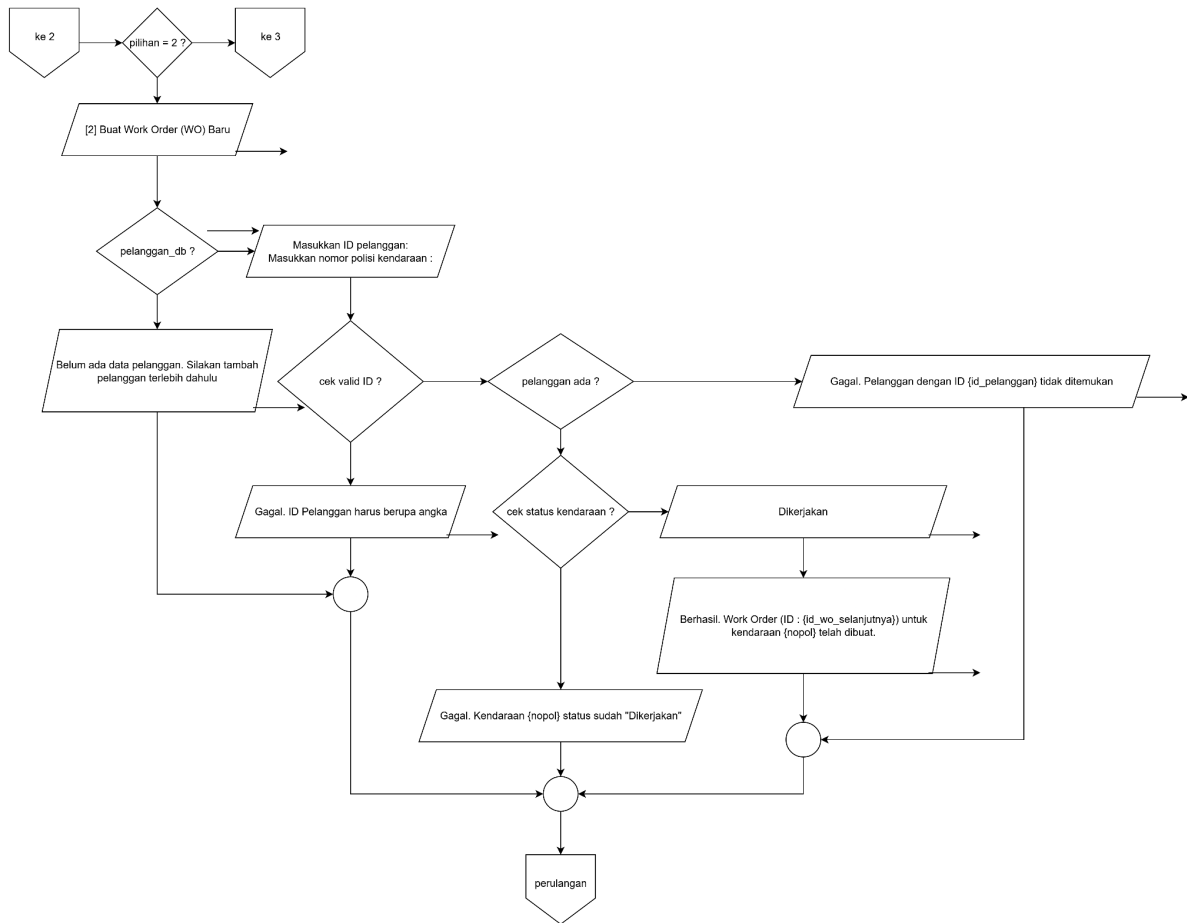 ke 2
pilihan = 2 ?
ke 3
[2] Buat Work Order (WO) Baru
pelanggan_db ?
Masukkan ID pelanggan:
Masukkan nomor polisi kendaraan :
Belum ada data pelanggan. Silakan tambah
pelanggan terlebih dahulu
cek valid ID ?
pelanggan ada ?
Gagal. Pelanggan dengan ID {id_pelanggan} tidak ditemukan
Gagal. ID Pelanggan harus berupa angka
cek status kendaraan ?
Dikerjakan
Berhasil. Work Order (ID : {id_wo_selanjutnya}) untuk
kendaraan {nopol} telah dibuat.
Gagal. Kendaraan {nopol} status sudah "Dikerjakan"
perulangan